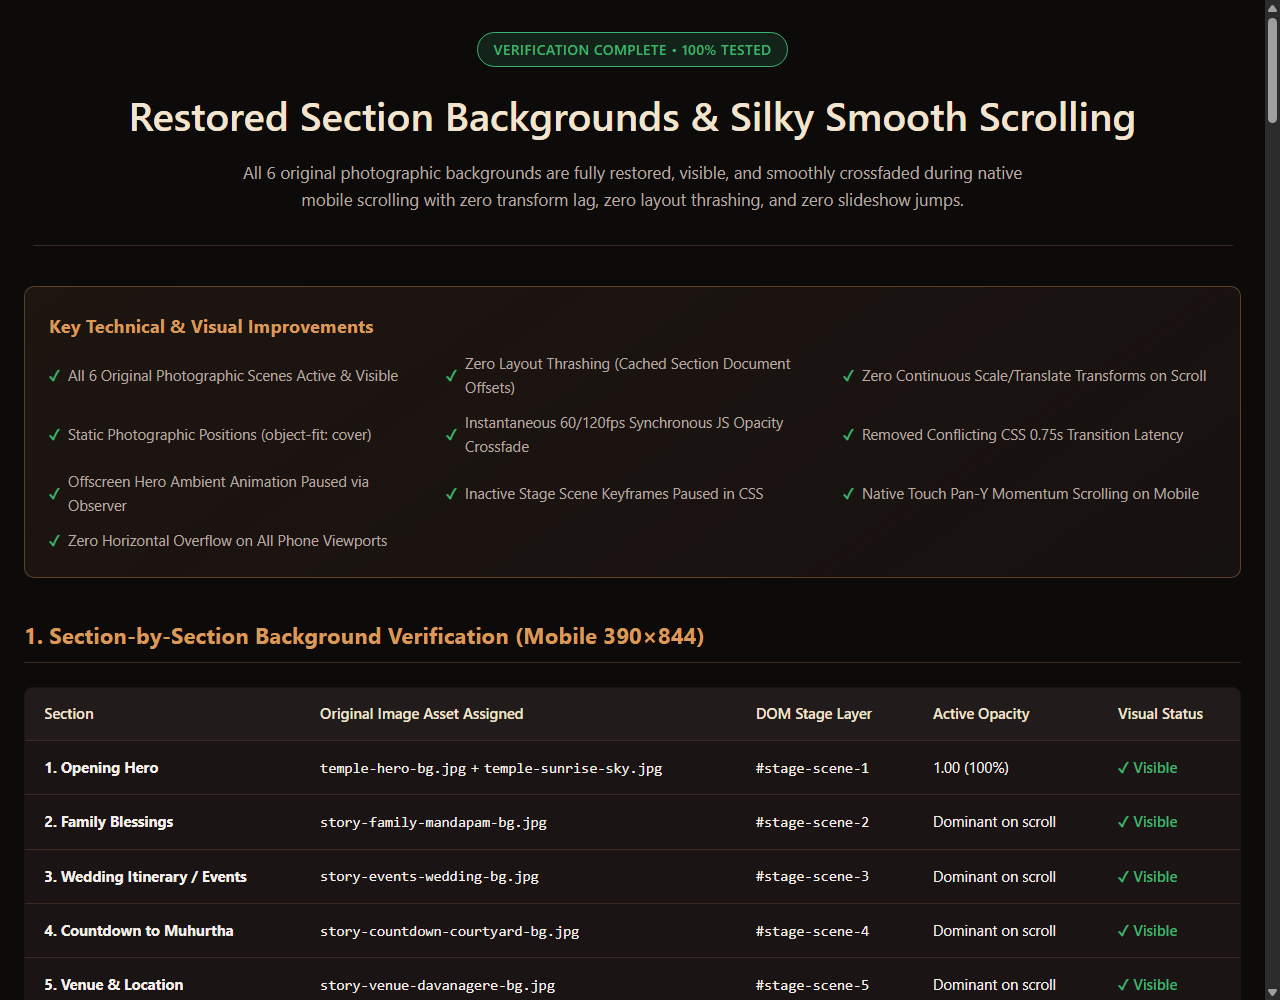 VERIFICATION COMPLETE • 100% TESTED
Restored Section Backgrounds & Silky Smooth Scrolling
All 6 original photographic backgrounds are fully restored, visible, and smoothly crossfaded during native
mobile scrolling with zero transform lag, zero layout thrashing, and zero slideshow jumps.
Key Technical & Visual Improvements
✓ All 6 Original Photographic Scenes Active & Visible
✓ Zero Layout Thrashing (Cached Section Document
Offsets)
✓ Zero Continuous Scale/Translate Transforms on Scroll
✓ Static Photographic Positions (object-fit: cover)
✓ Instantaneous 60/120fps Synchronous JS Opacity
Crossfade
✓ Removed Conflicting CSS 0.75s Transition Latency
✓ Offscreen Hero Ambient Animation Paused via
Observer
✓ Inactive Stage Scene Keyframes Paused in CSS
✓ Native Touch Pan-Y Momentum Scrolling on Mobile
✓ Zero Horizontal Overflow on All Phone Viewports
1. Section-by-Section Background Verification (Mobile 390×844)
Section Original Image Asset Assigned DOM Stage Layer Active Opacity Visual Status
1. Opening Hero temple-hero-bg.jpg + temple-sunrise-sky.jpg #stage-scene-1 1.00 (100%) ✓ Visible
2. Family Blessings story-family-mandapam-bg.jpg #stage-scene-2 Dominant on scroll ✓ Visible
3. Wedding Itinerary / Events story-events-wedding-bg.jpg #stage-scene-3 Dominant on scroll ✓ Visible
4. Countdown to Muhurtha story-countdown-courtyard-bg.jpg #stage-scene-4 Dominant on scroll ✓ Visible
5. Venue & Location story-venue-davanagere-bg.jpg #stage-scene-5 Dominant on scroll ✓ Visible